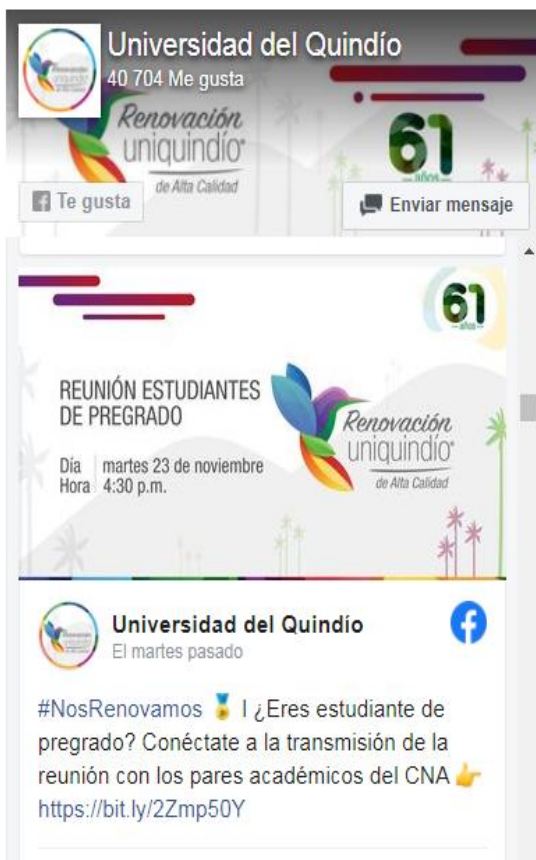 Universidad del Quindío
40 704 Me gusta
Renovación
uniquindío
de Alta Calidad
61
años
Te gusta
Enviar mensaje
61
años
REUNIÓN ESTUDIANTES
DE PREGRADO
Día martes 23 de noviembre
Hora 4:30 p.m.
Renovación
uniquindío
de Alta Calidad
Universidad del Quindío
El martes pasado
#NosRenovamos 🏅 I ¿Eres estudiante de
pregrado? Conéctate a la transmisión de la
reunión con los pares académicos del CNA 👉
https://bit.ly/2Zmp50Y